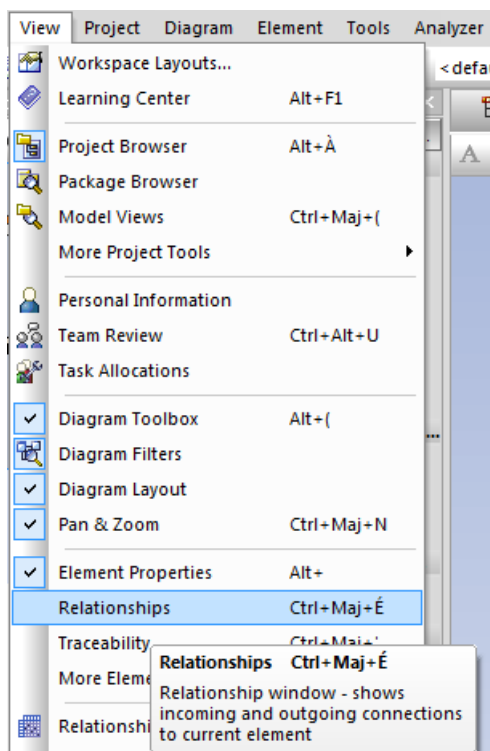 View Project Diagram Element Tools Analyzer
Workspace Layouts...
<defau
Learning Center Alt+F1
Project Browser Alt+À
Package Browser
A
Model Views Ctrl+Maj+(
More Project Tools
Personal Information
Team Review Ctrl+Alt+U
Task Allocations
Diagram Toolbox Alt+(
Diagram Filters
Diagram Layout
Pan & Zoom Ctrl+Maj+N
Element Properties Alt+
Relationships Ctrl+Maj+É
Traceability Ctrl+Maj+'
More Eleme
Relationships Ctrl+Maj+É
Relationship window - shows
incoming and outgoing connections
to current element
Relationshi